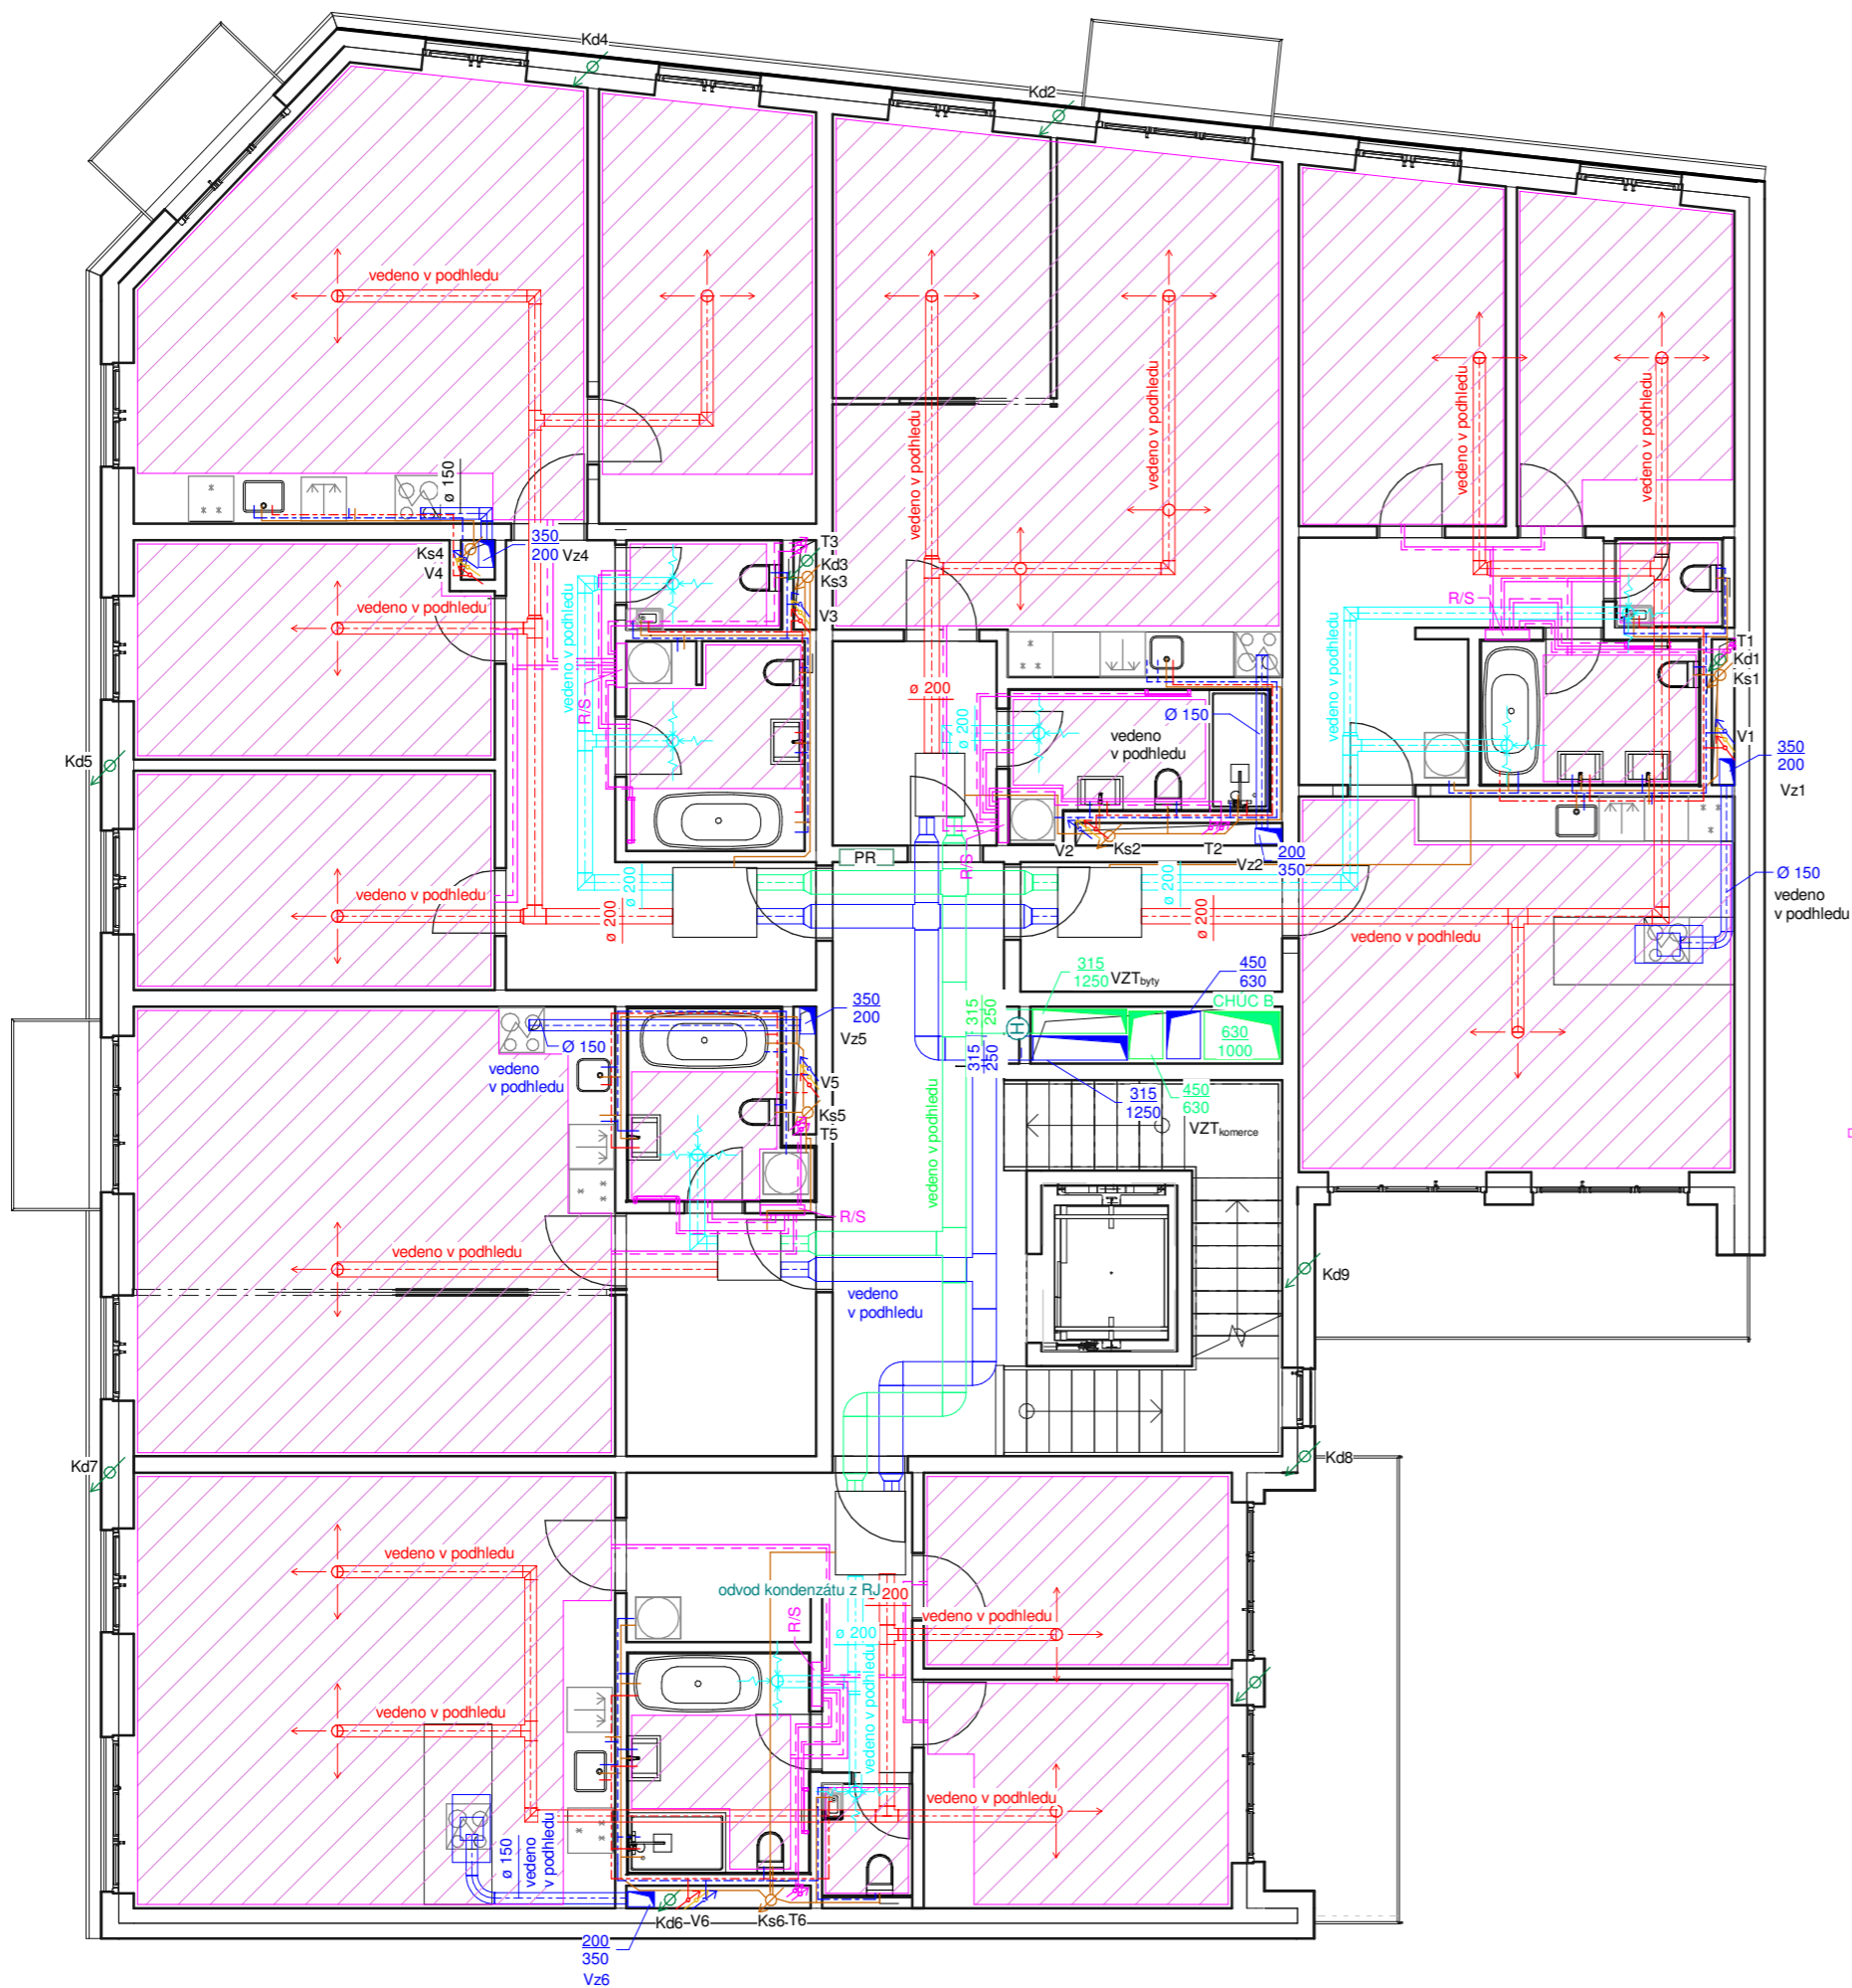 Kd4
Kd2
vedeno v podhledu
vedeno v podhledu
vedeno v podhledu
vedeno v podhledu
vedeno v podhledu
ø 150
350
200
Vz4
Ks4
V4
T3
Kd3
Ks3
V3
vedeno v podhledu
vedeno v podhledu
R/S
R/S
T1
Kd1
Ks1
V1
350
200
Vz1
vedeno v podhledu
ø 200
ø 200
Ø 150
vedeno
v podhledu
Kd5
PR
V2
Ks2
T2
Vz2
200
350
R/S
Ø 150
vedeno
v podhledu
vedeno v podhledu
ø 200
ø 200
ø 200
ø 200
vedeno v podhledu
315
1250
VZTbyty
450
630
CHÚC B
315
250
H
630
1000
315
250
350
200
Vz5
Ø 150
vedeno
v podhledu
V5
Ks5
T5
315
1250
450
630
VZTkomerce
vedeno v podhledu
R/S
vedeno v podhledu
vedeno
v podhledu
Kd9
Kd7
Kd8
vedeno v podhledu
odvod kondenzátu z RJ
200
R/S
ø 200
vedeno v podhledu
vedeno v podhledu
vedeno v podhledu
vedeno v podhledu
ø 150
vedeno
v podhledu
Kd6
V6
Ks6
T6
200
350
Vz6